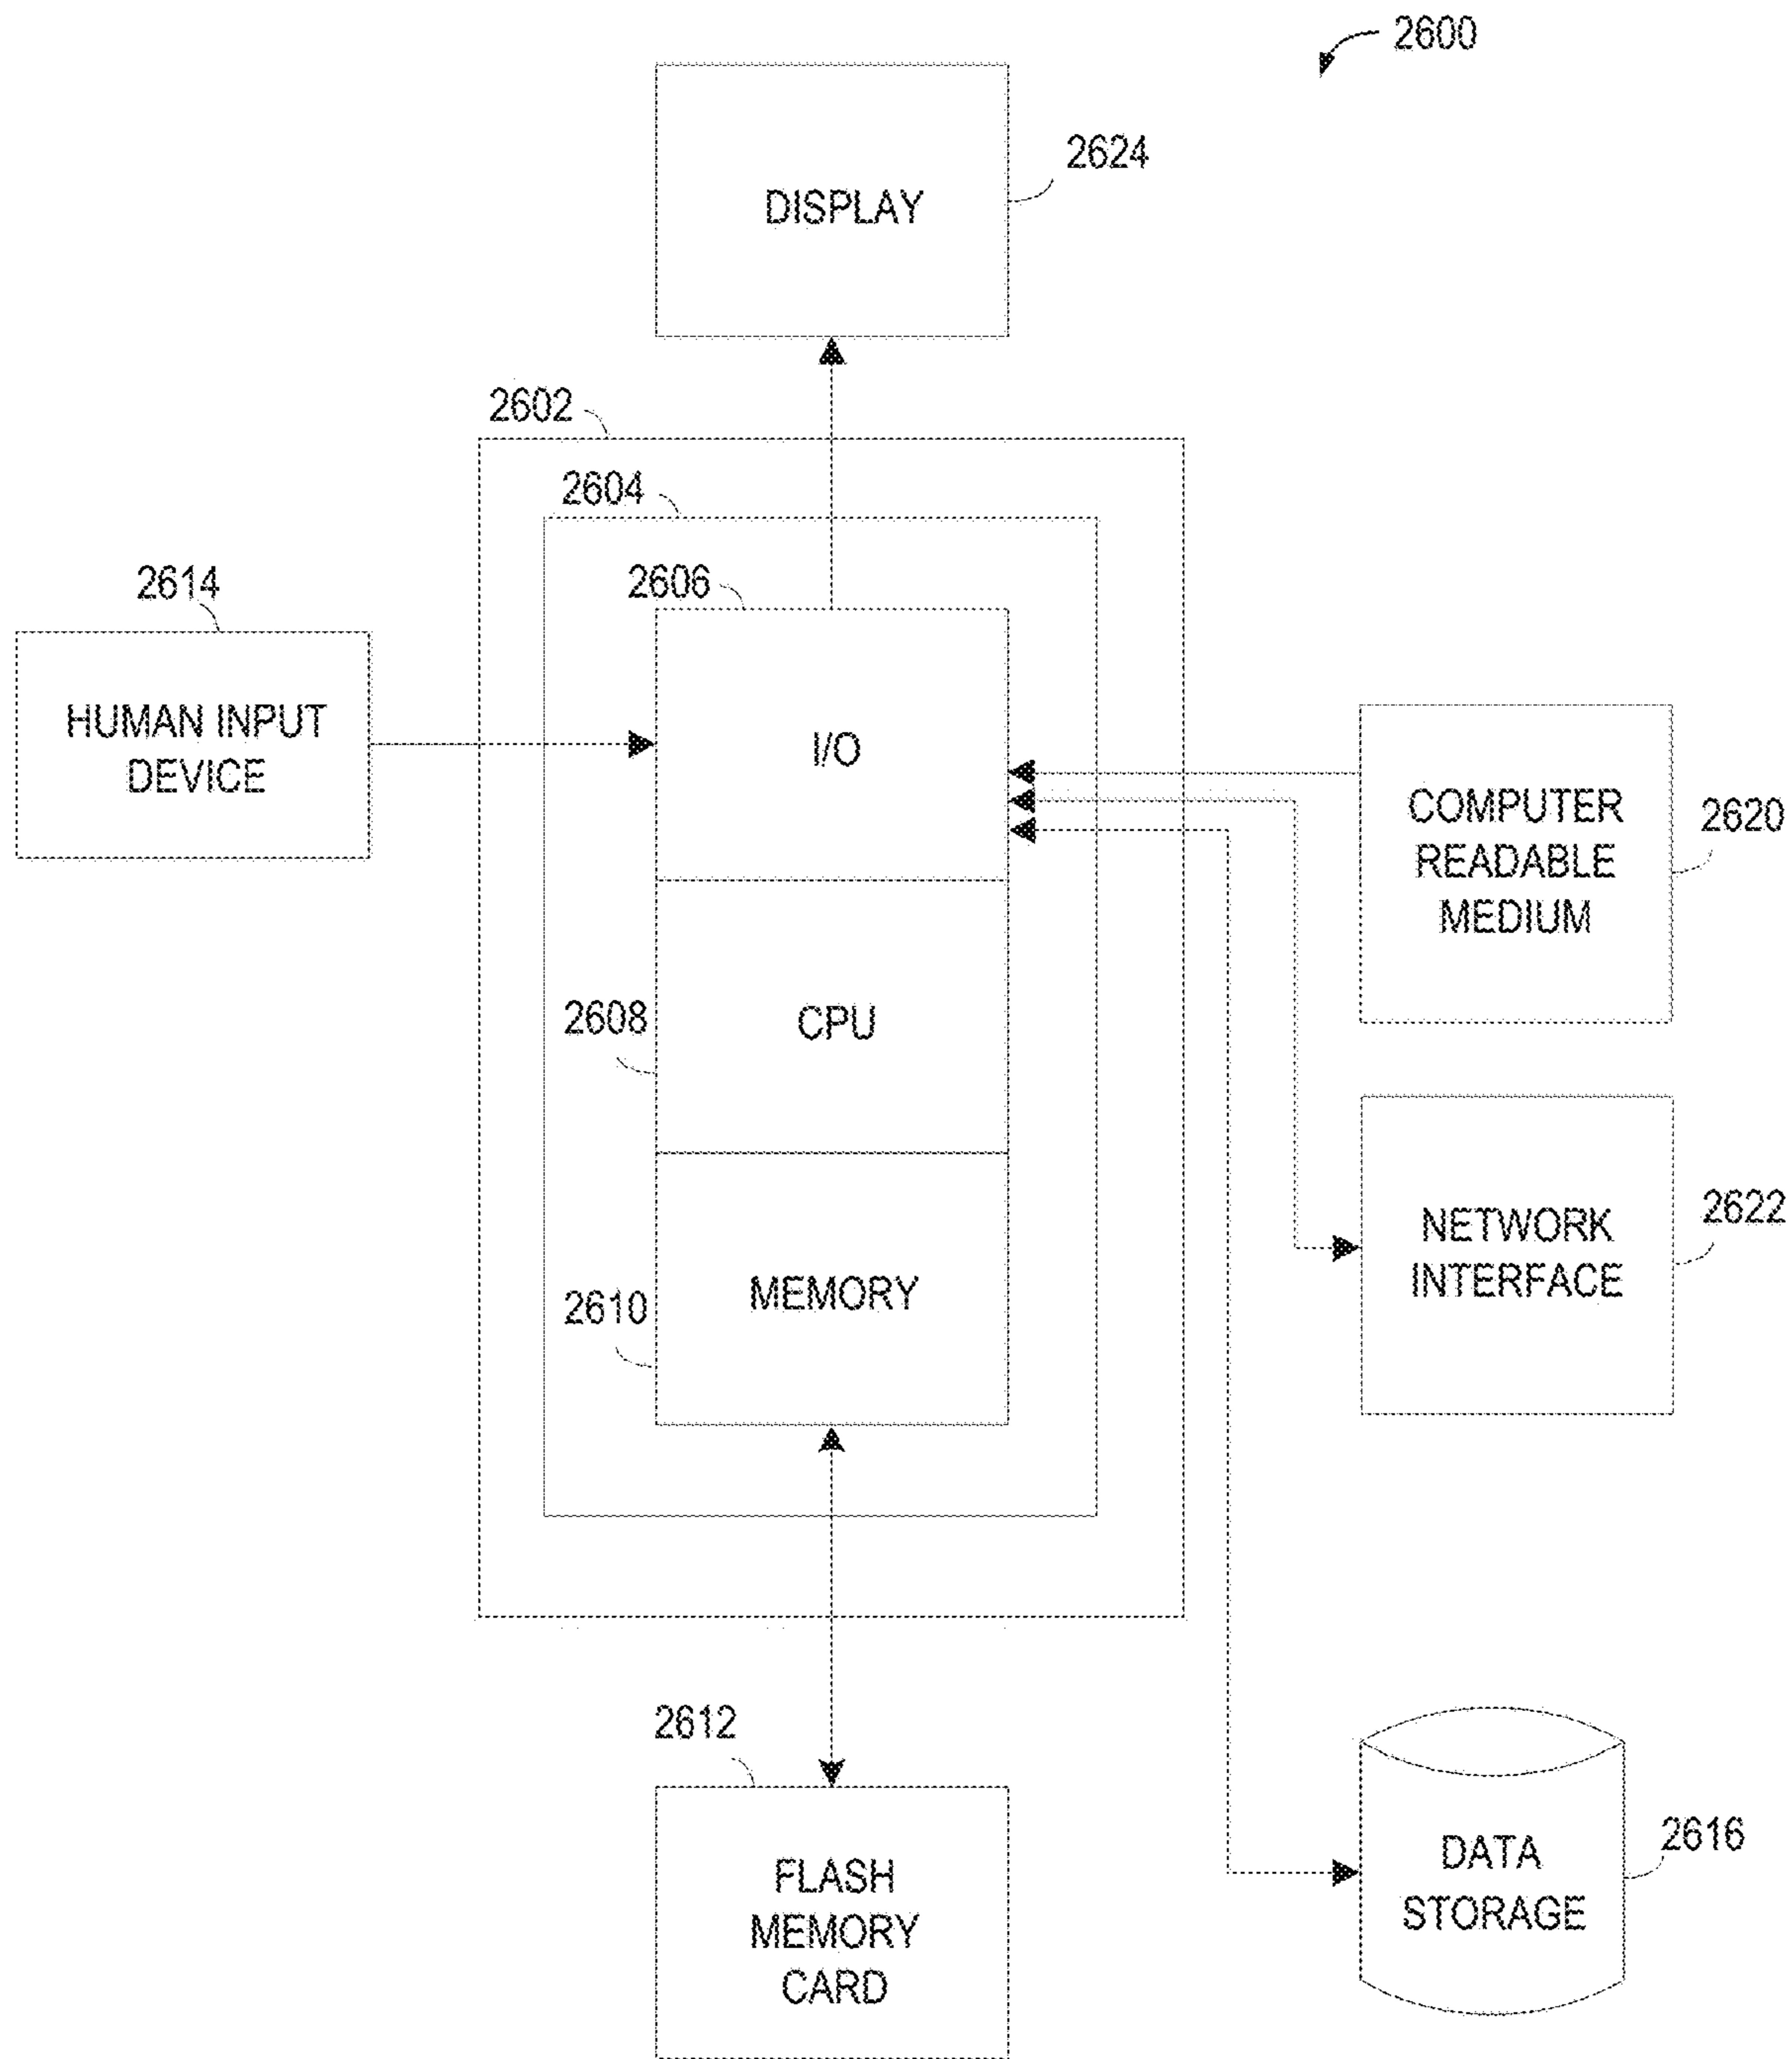 2600
DISPLAY
2624
2602
2604
2606
2614
HUMAN INPUT
DEVICE
I/O
COMPUTER
READABLE
MEDIUM
2620
2608
CPU
2610
MEMORY
NETWORK
INTERFACE
2622
2612
FLASH
MEMORY
CARD
DATA
STORAGE
2616